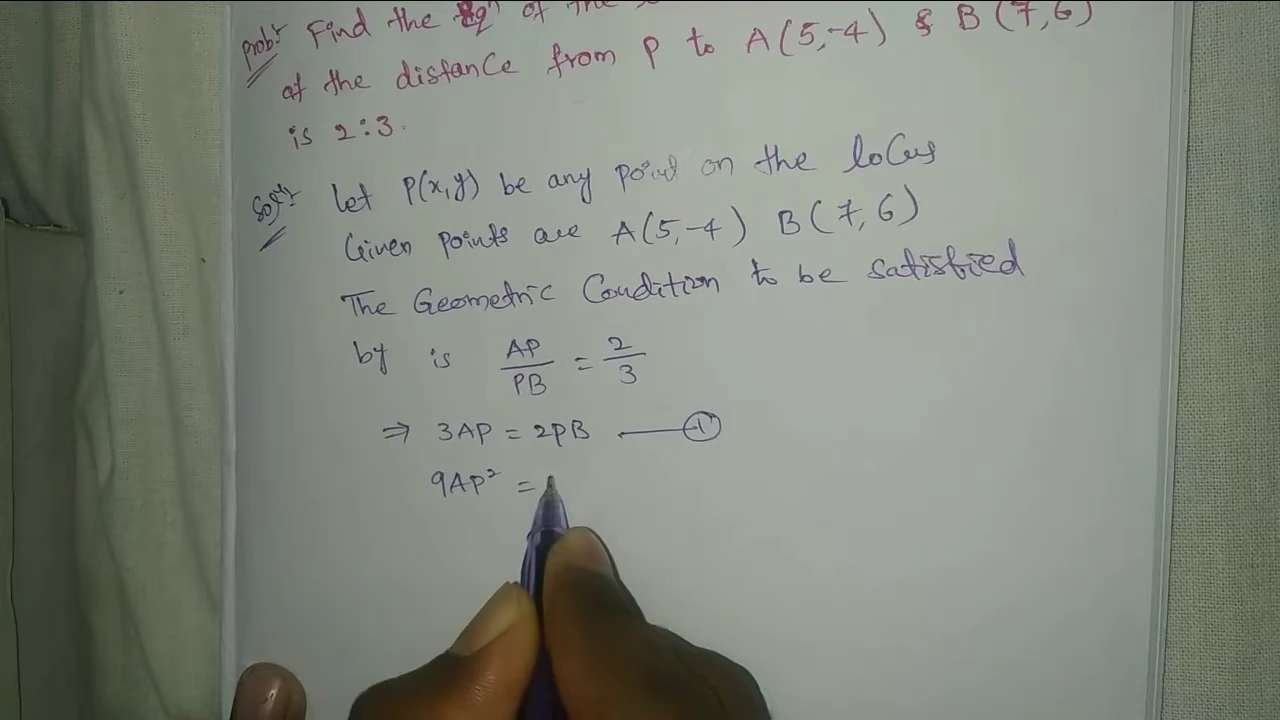 Prob:- Find the Eqn of the
of the distance from P to A(5,-4) & B(7,6)
is 2:3.
Sol:- Let P(x,y) be any point on the locus
Given points are A(5,-4) B(7,6)
The Geometric Condition to be satisfied
by is AP/PB = 2/3
⇒ 3AP = 2PB —— ①
9AP² =